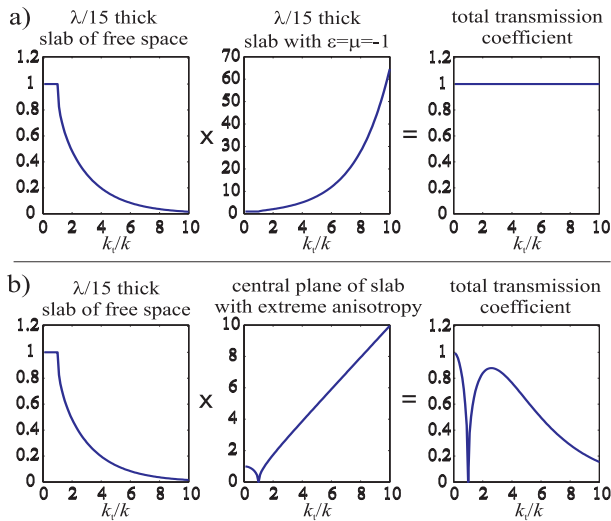 a)
λ/15 thick
slab of free space
λ/15 thick
slab with ε=μ=-1
total transmission
coefficient
1.2
1
0.8
0.6
0.4
0.2
0
0 2 4 6 8 10
kₜ/k
x
70
60
50
40
30
20
10
0
0 2 4 6 8 10
kₜ/k
=
1.2
1
0.8
0.6
0.4
0.2
0
0 2 4 6 8 10
kₜ/k
b)
λ/15 thick
slab of free space
central plane of slab
with extreme anisotropy
total transmission
coefficient
1.2
1
0.8
0.6
0.4
0.2
0
0 2 4 6 8 10
kₜ/k
x
10
8
6
4
2
0
0 2 4 6 8 10
kₜ/k
=
1.2
1
0.8
0.6
0.4
0.2
0
0 2 4 6 8 10
kₜ/k